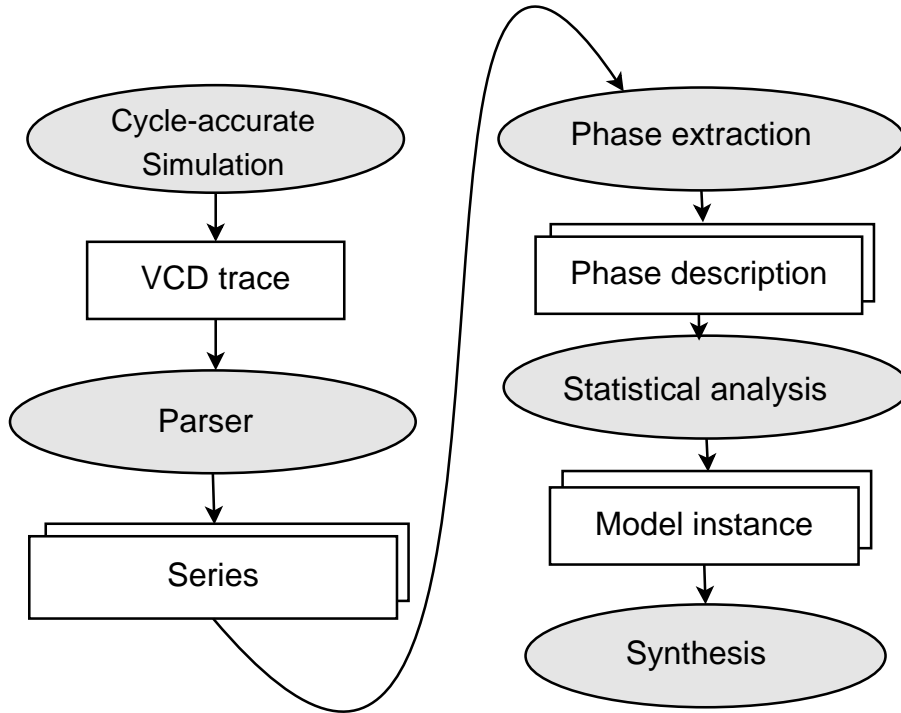 Cycle-accurate
Simulation
VCD trace
Parser
Series
Phase extraction
Phase description
Statistical analysis
Model instance
Synthesis